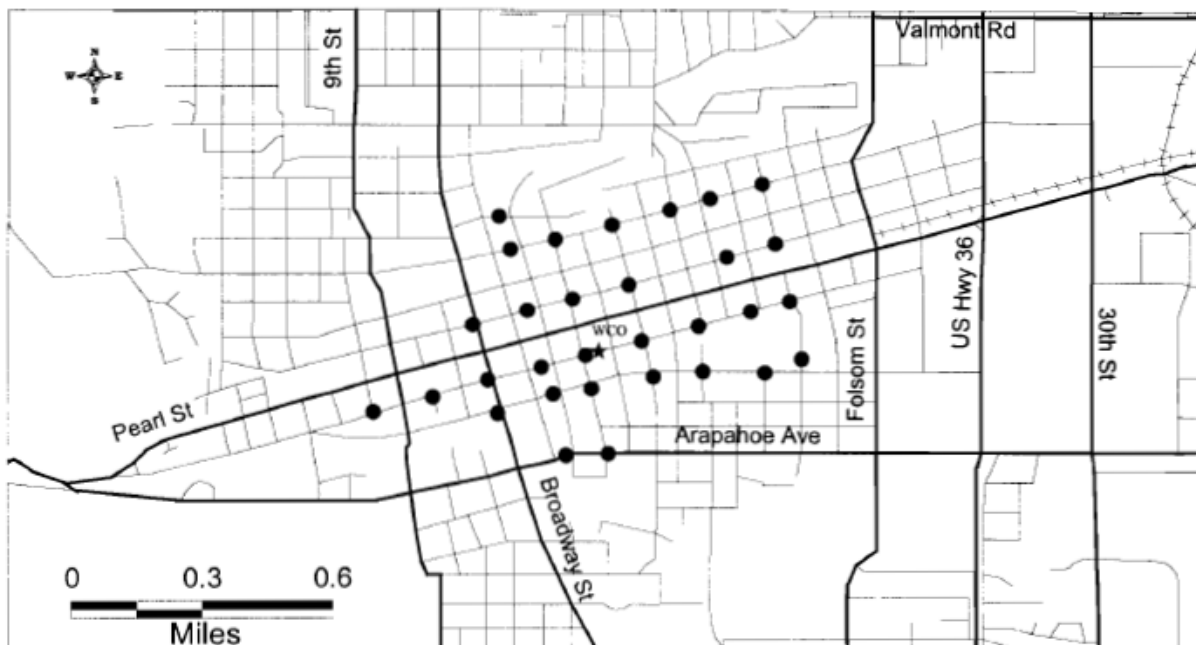 Valmont Rd
9th St
N
W E
S
US Hwy 36
WCO
30th St
Folsom St
Pearl St
Arapahoe Ave
Broadway St
0 0.3 0.6
Miles